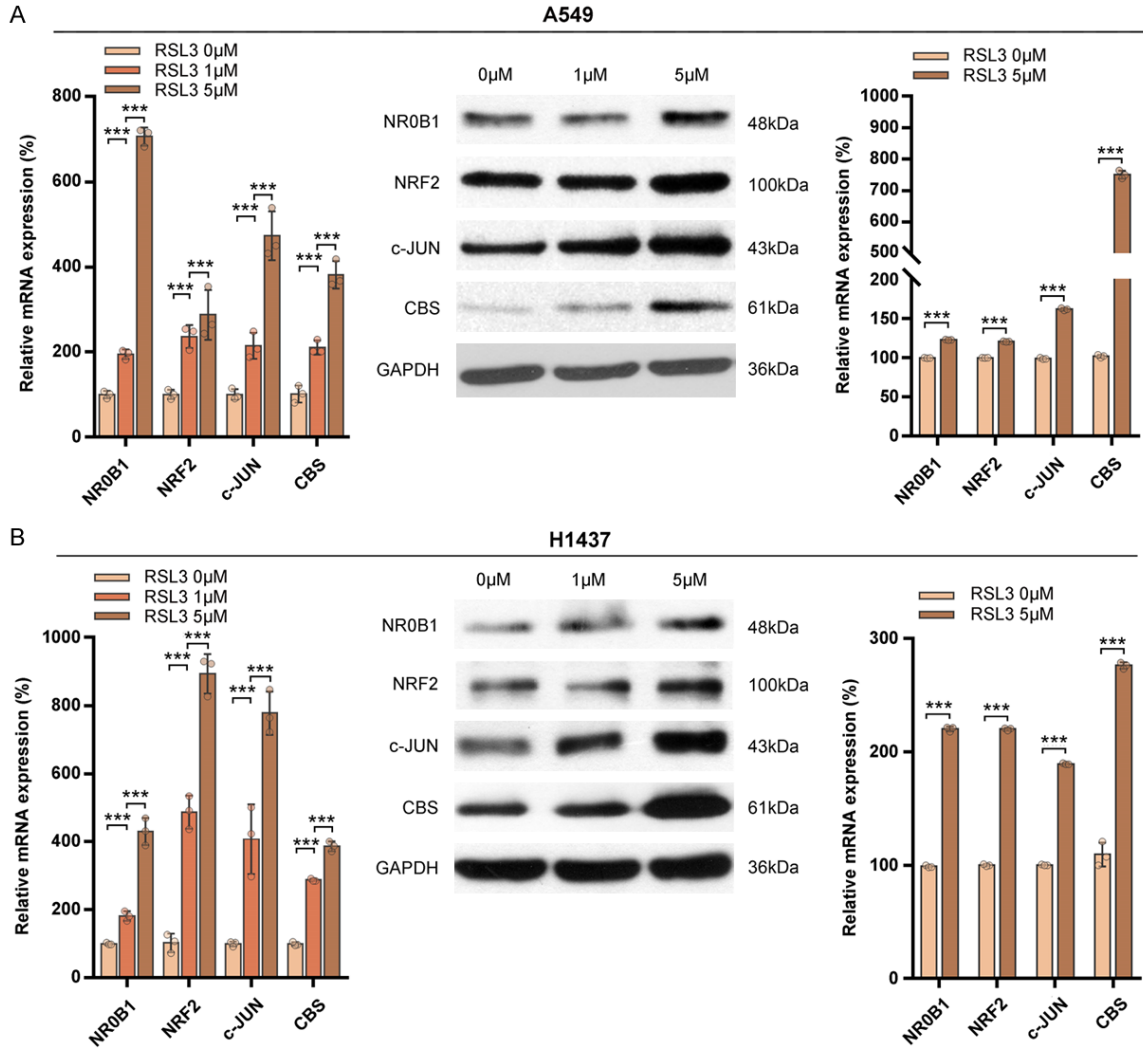 A
A549
RSL3 0μM
RSL3 1μM
RSL3 5μM
Relative mRNA expression (%)
800
600
400
200
0
*** ***
*** ***
*** ***
*** ***
NR0B1 NRF2 c-JUN CBS
0μM 1μM 5μM
NR0B1 48kDa
NRF2 100kDa
c-JUN 43kDa
CBS 61kDa
GAPDH 36kDa
RSL3 0μM
RSL3 5μM
Relative mRNA expression (%)
1000
900
800
700
600
500
200
150
100
50
0
***
***
***
***
NR0B1 NRF2 c-JUN CBS
B
H1437
RSL3 0μM
RSL3 1μM
RSL3 5μM
Relative mRNA expression (%)
1000
800
600
400
200
0
*** ***
*** ***
*** ***
*** ***
NR0B1 NRF2 c-JUN CBS
0μM 1μM 5μM
NR0B1 48kDa
NRF2 100kDa
c-JUN 43kDa
CBS 61kDa
GAPDH 36kDa
RSL3 0μM
RSL3 5μM
Relative mRNA expression (%)
300
200
100
0
***
***
***
***
NR0B1 NRF2 c-JUN CBS